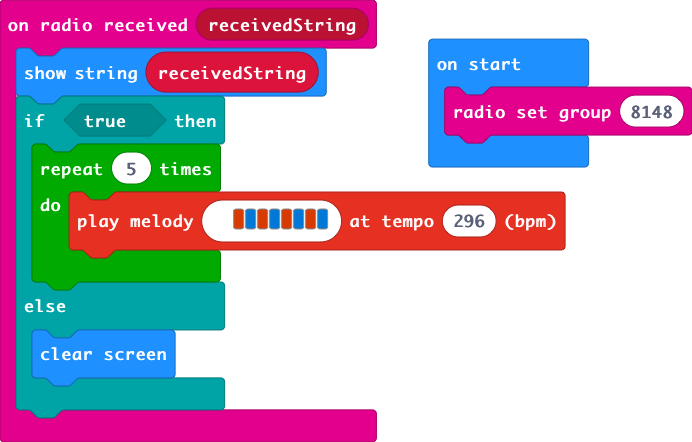 on radio received receivedString
show string receivedString
if true then
repeat 5 times
do
play melody at tempo 296 (bpm)
else
clear screen
on start
radio set group 8148